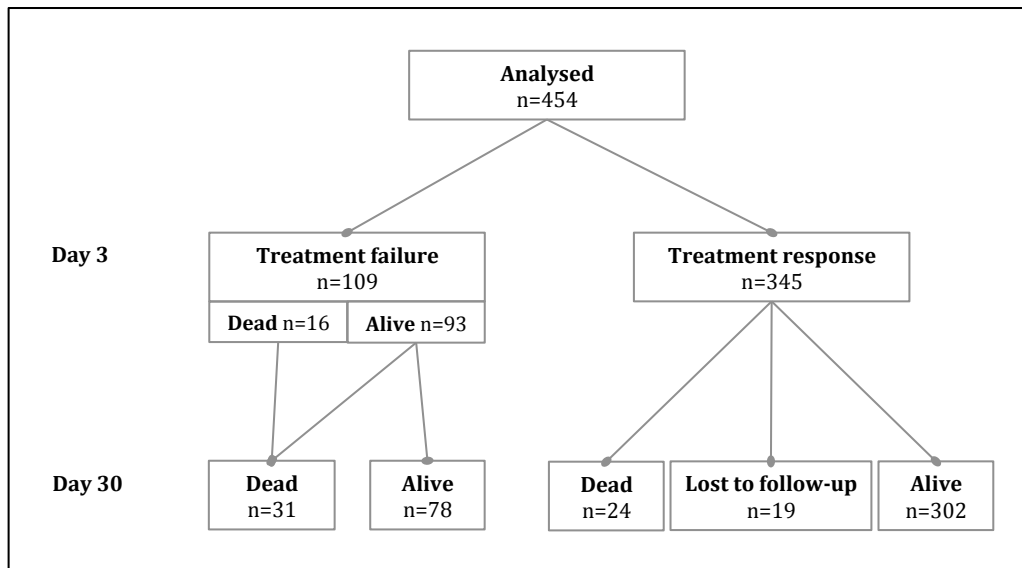 Analysed
n=454
Day 3
Treatment failure
n=109
Dead n=16
Alive n=93
Treatment response
n=345
Day 30
Dead
n=31
Alive
n=78
Dead
n=24
Lost to follow-up
n=19
Alive
n=302